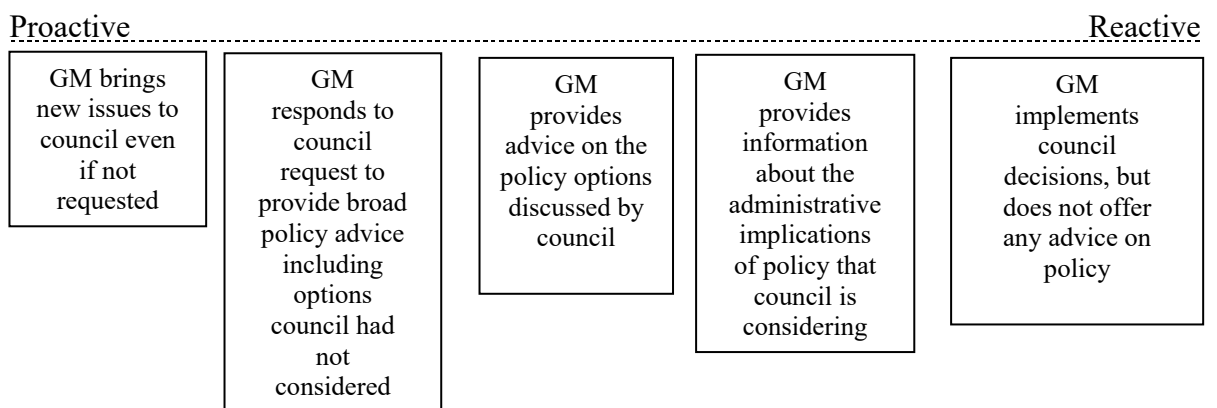 Proactive
Reactive
GM brings
new issues to
council even
if not
requested
GM
responds to
council
request to
provide broad
policy advice
including
options
council had
not
considered
GM
provides
advice on the
policy options
discussed by
council
GM
provides
information
about the
administrative
implications
of policy that
council is
considering
GM
implements
council
decisions, but
does not offer
any advice on
policy